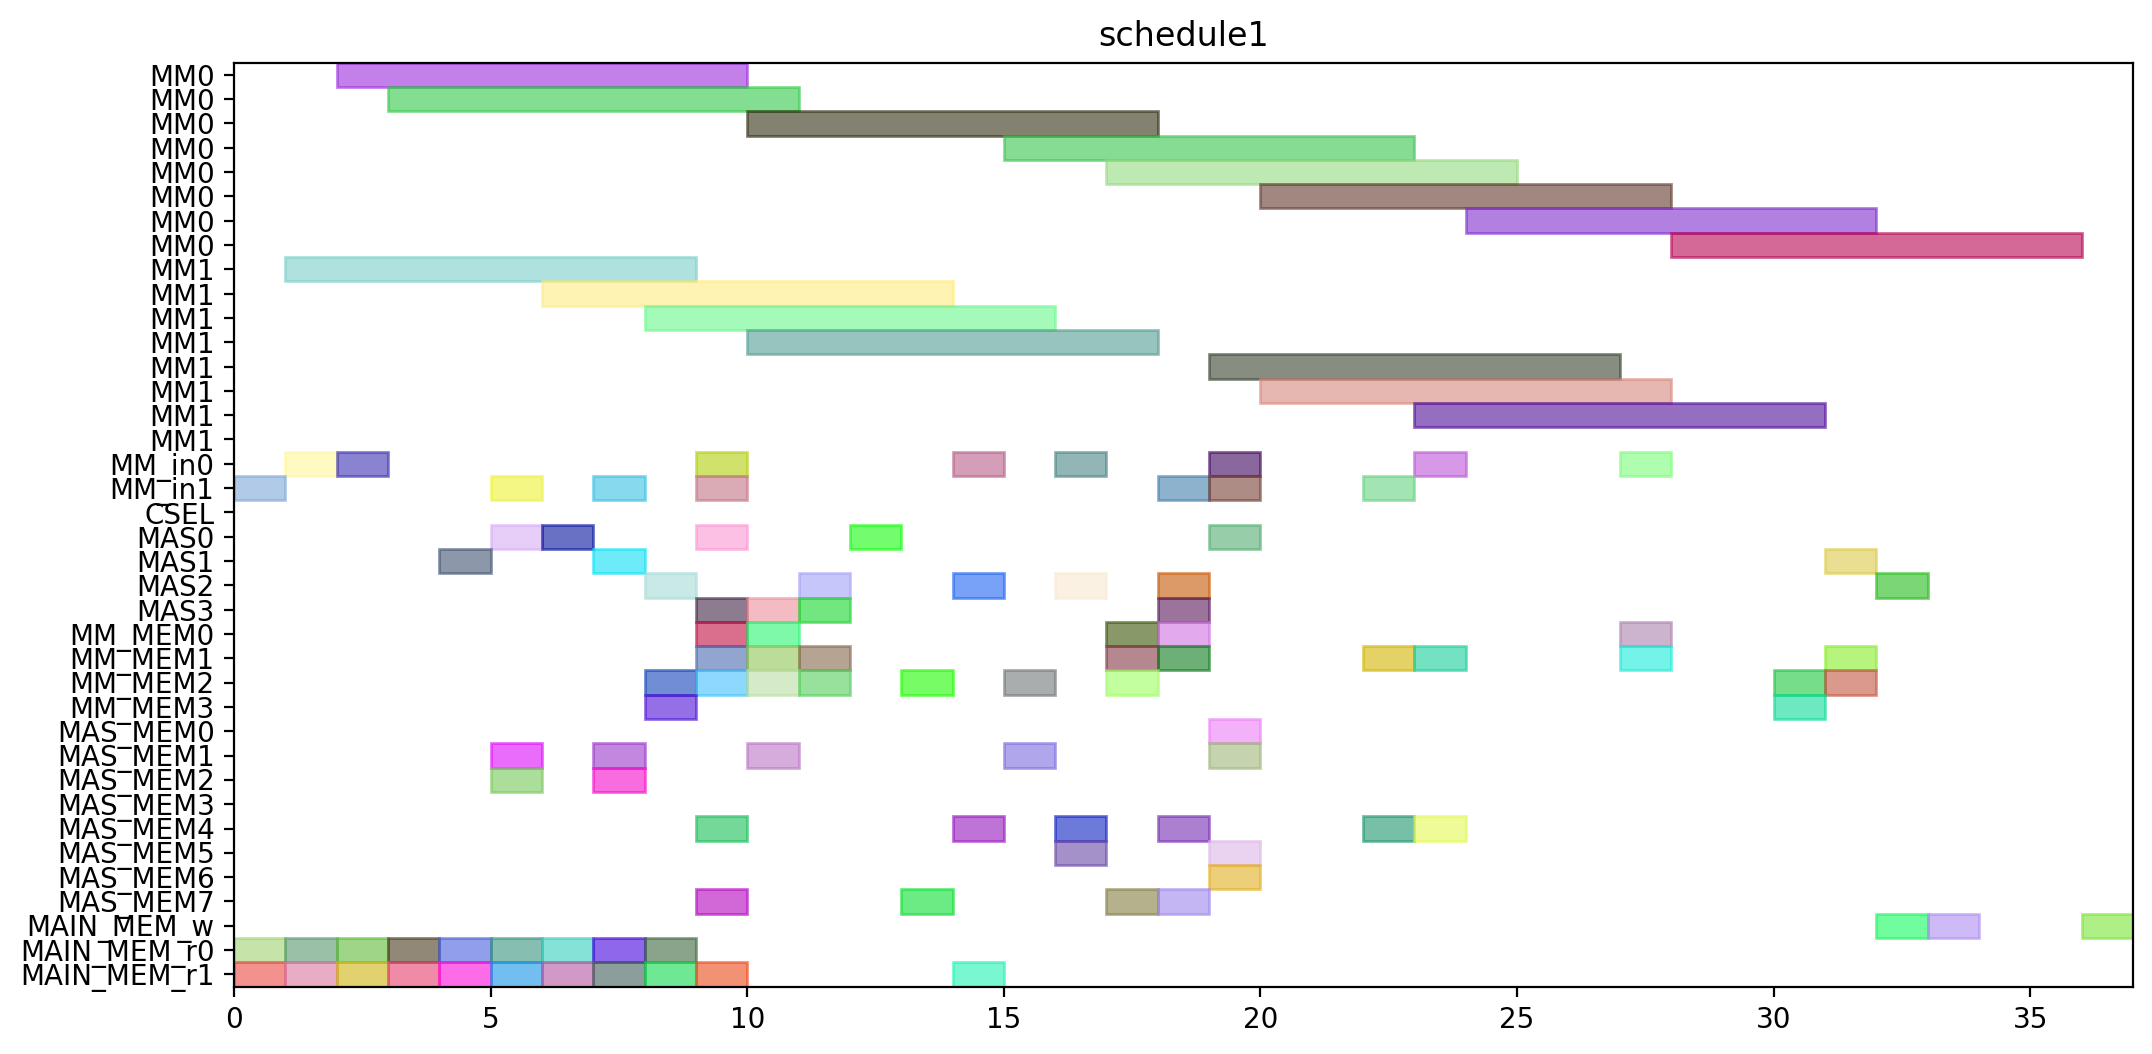 schedule1
MM0
MM0
MM0
MM0
MM0
MM0
MM0
MM0
MM1
MM1
MM1
MM1
MM1
MM1
MM1
MM1
MM_in0
MM_in1
CSEL
MAS0
MAS1
MAS2
MAS3
MM_MEM0
MM_MEM1
MM_MEM2
MM_MEM3
MAS_MEM0
MAS_MEM1
MAS_MEM2
MAS_MEM3
MAS_MEM4
MAS_MEM5
MAS_MEM6
MAS_MEM7
MAIN_MEM_w
MAIN_MEM_r0
MAIN_MEM_r1
0 5 10 15 20 25 30 35